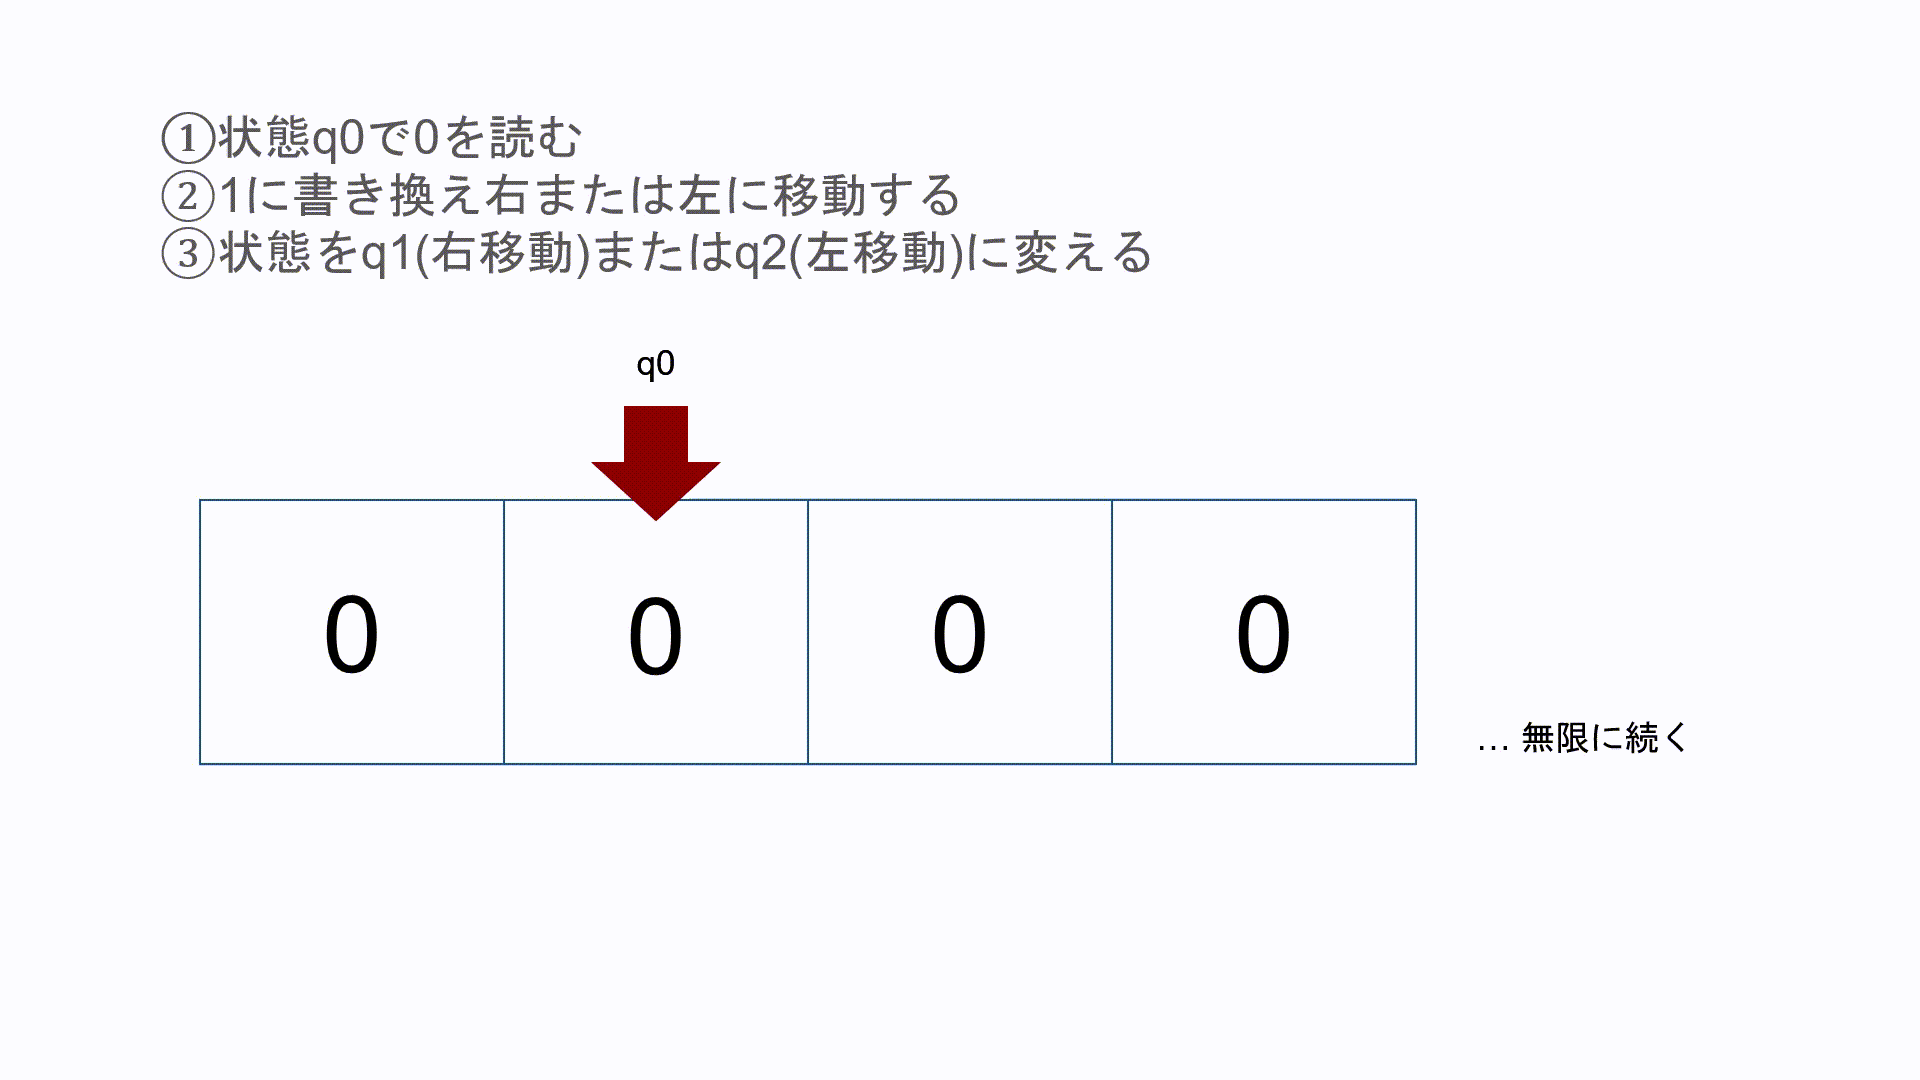 ①状態q0で0を読む
②1に書き換え右または左に移動する
③状態をq1(右移動)またはq2(左移動)に変える
q0
0 0 0 0
… 無限に続く